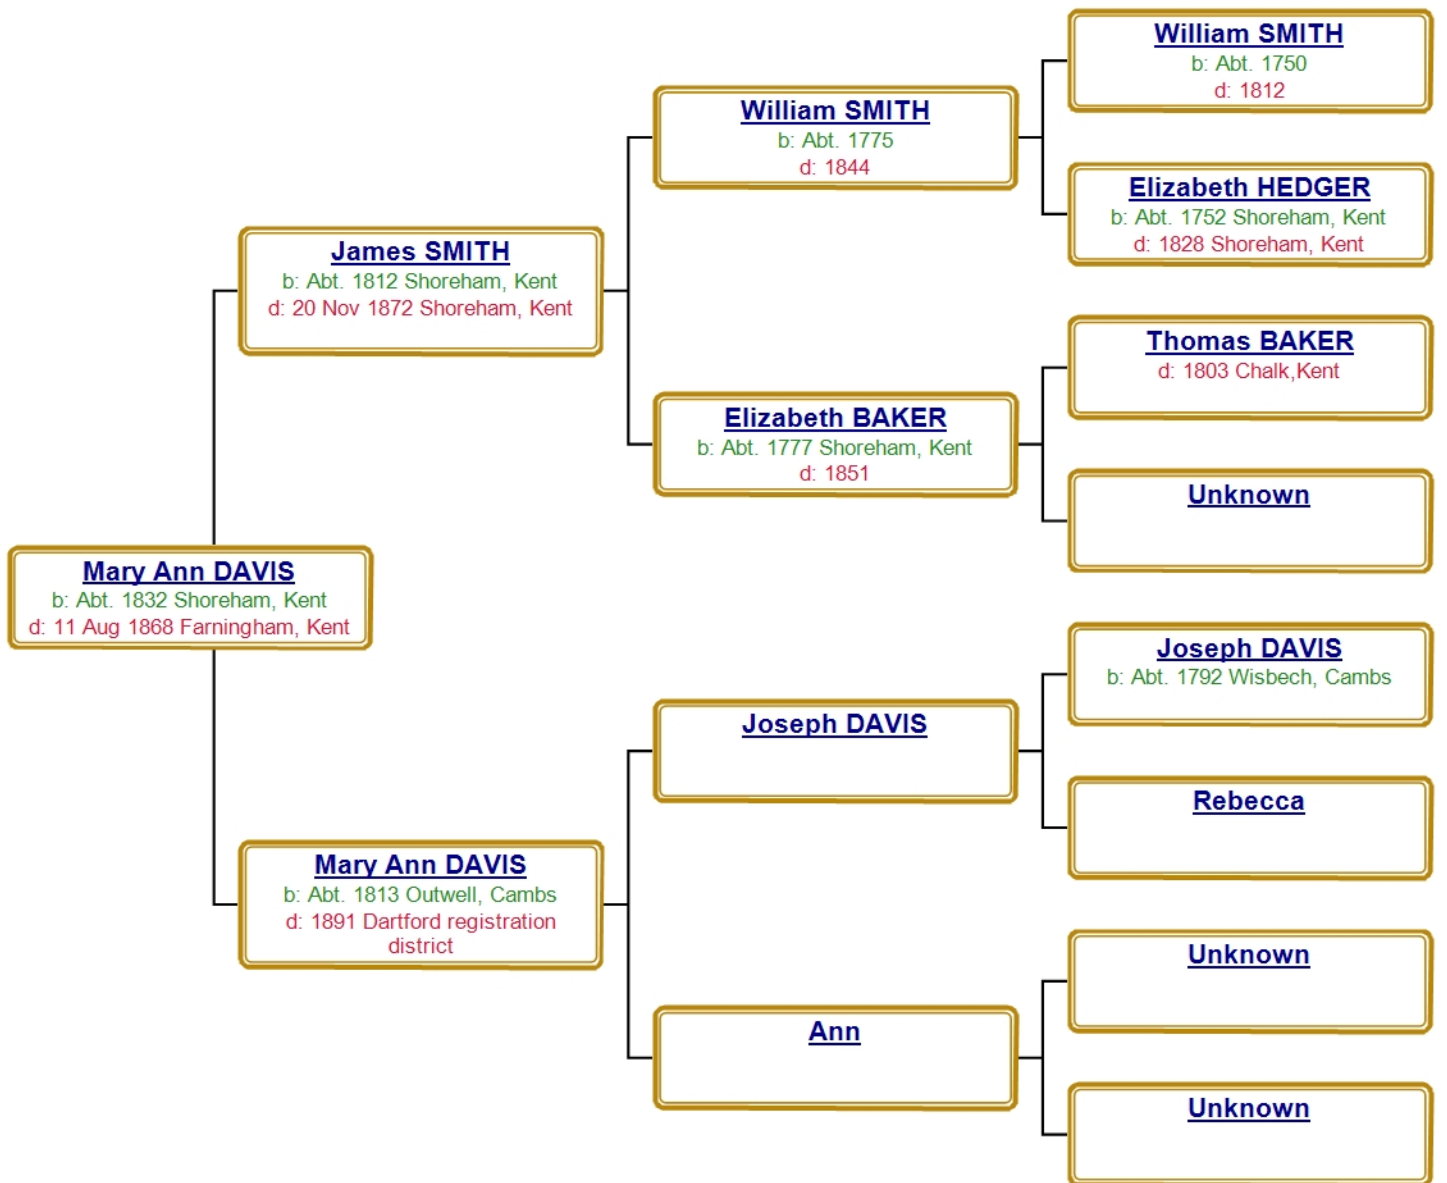 William SMITH
b: Abt. 1750
d: 1812
William SMITH
b: Abt. 1775
d: 1844
Elizabeth HEDGER
b: Abt. 1752 Shoreham, Kent
d: 1828 Shoreham, Kent
James SMITH
b: Abt. 1812 Shoreham, Kent
d: 20 Nov 1872 Shoreham, Kent
Thomas BAKER
d: 1803 Chalk,Kent
Elizabeth BAKER
b: Abt. 1777 Shoreham, Kent
d: 1851
Unknown
Mary Ann DAVIS
b: Abt. 1832 Shoreham, Kent
d: 11 Aug 1868 Farningham, Kent
Joseph DAVIS
b: Abt. 1792 Wisbech, Cambs
Joseph DAVIS
Rebecca
Mary Ann DAVIS
b: Abt. 1813 Outwell, Cambs
d: 1891 Dartford registration
district
Unknown
Ann
Unknown